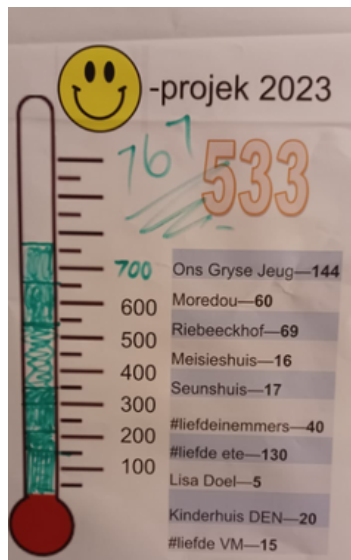 -projek 2023
767
533
700
600
500
400
300
200
100
Ons Gryse Jeug—144
Moredou—60
Riebeeckhof—69
Meisieshuis—16
Seunshuis—17
#liefdeinemmers—40
#liefde ete—130
Lisa Doel—5
Kinderhuis DEN—20
#liefde VM—15